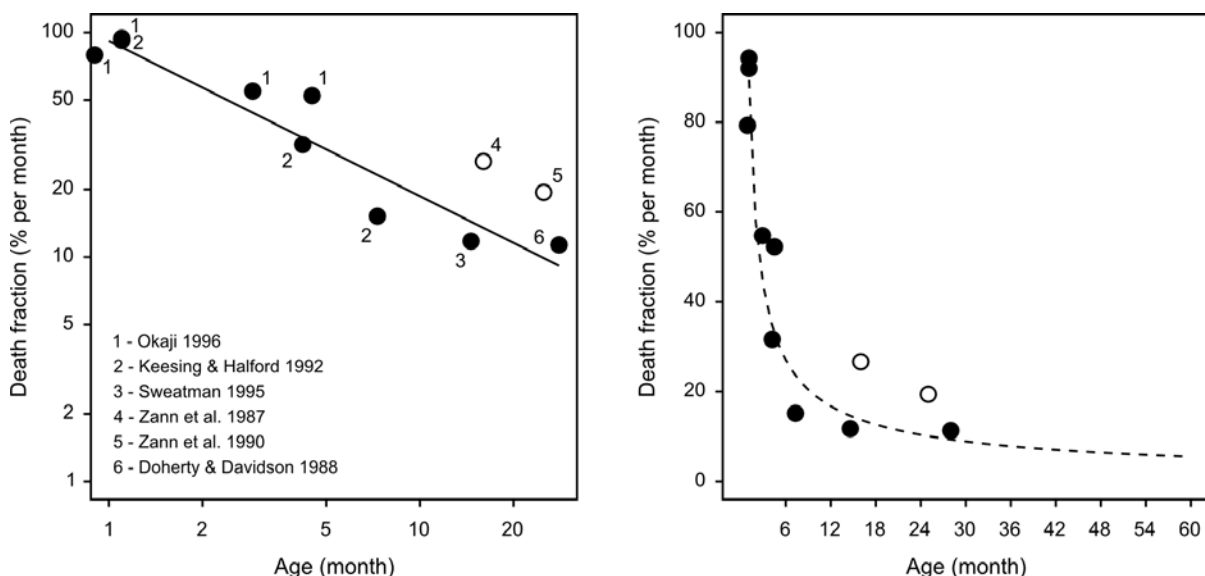 100
50
20
10
5
2
1
Death fraction (% per month)
1
2
1
1
1
2
2
4
5
3
6
1 - Okaji 1996
2 - Keesing & Halford 1992
3 - Sweatman 1995
4 - Zann et al. 1987
5 - Zann et al. 1990
6 - Doherty & Davidson 1988
1 2 5 10 20
Age (month)
100
80
60
40
20
0
Death fraction (% per month)
6 12 18 24 30 36 42 48 54 60
Age (month)